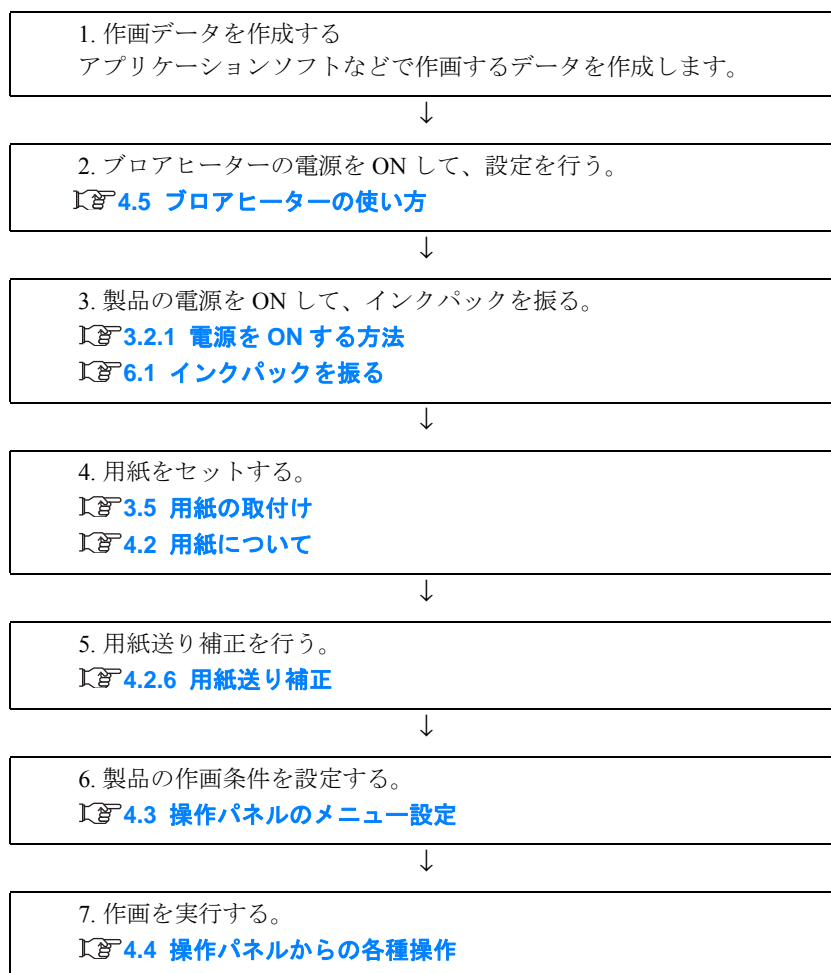 1. 作画データを作成する
アプリケーションソフトなどで作画するデータを作成します。
↓
2. ブロアヒーターの電源を ON して、設定を行う。
4.5 ブロアヒーターの使い方
↓
3. 製品の電源を ON して、インクパックを振る。
3.2.1 電源を ON する方法
6.1 インクパックを振る
↓
4. 用紙をセットする。
3.5 用紙の取付け
4.2 用紙について
↓
5. 用紙送り補正を行う。
4.2.6 用紙送り補正
↓
6. 製品の作画条件を設定する。
4.3 操作パネルのメニュー設定
↓
7. 作画を実行する。
4.4 操作パネルからの各種操作